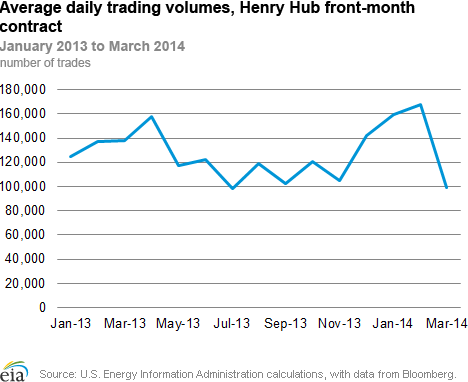 Average daily trading volumes, Henry Hub front-month
contract
January 2013 to March 2014
number of trades
180,000
160,000
140,000
120,000
100,000
80,000
60,000
40,000
20,000
0
Jan-13 Mar-13 May-13 Jul-13 Sep-13 Nov-13 Jan-14 Mar-14
eia Source: U.S. Energy Information Administration calculations, with data from Bloomberg.